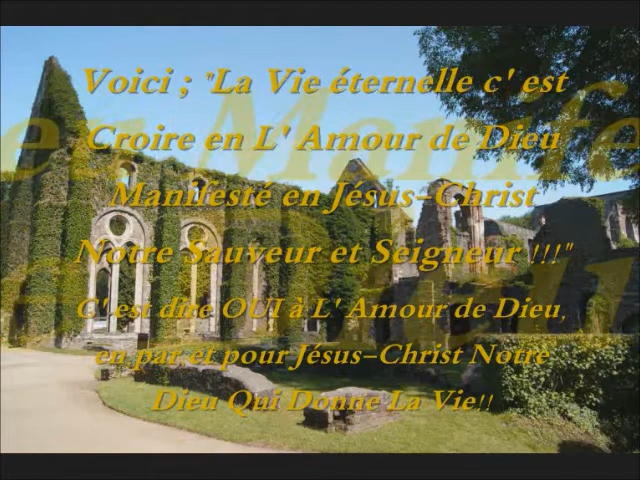 Voici ; "La Vie éternelle c' est
Croire en L' Amour de Dieu
Manifesté en Jésus-Christ
Notre Sauveur et Seigneur !!!"
C' est dire OUI à L' Amour de Dieu,
en par et pour Jésus-Christ Notre
Dieu Qui Donne La Vie!!